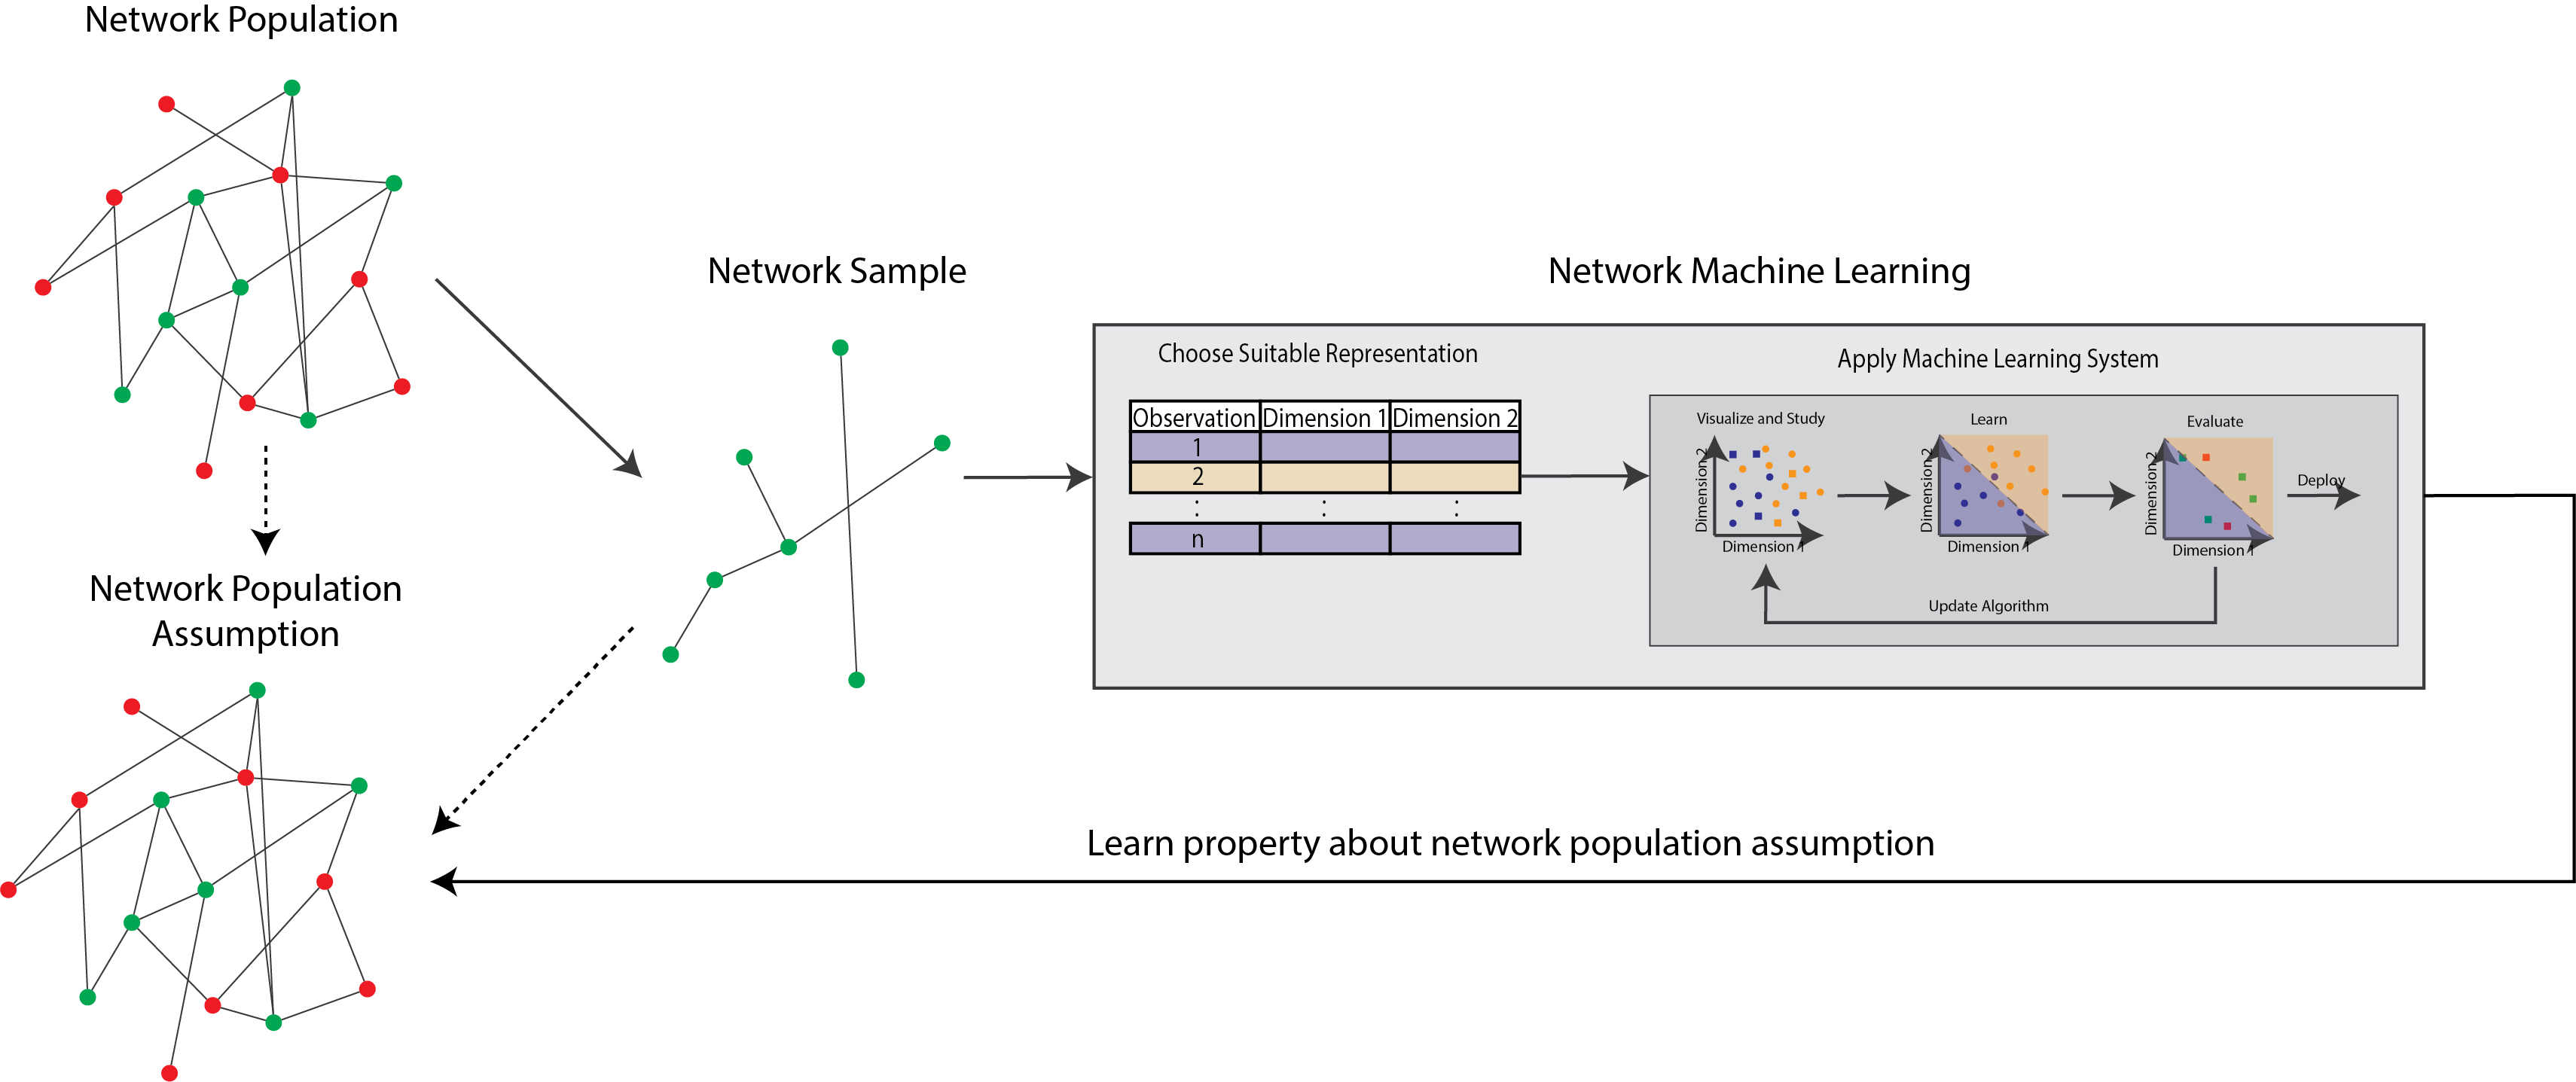 Network Population
Network Population
Assumption
Network Sample
Network Machine Learning
Choose Suitable Representation
Observation Dimension 1 Dimension 2
1
2
: : :
n
Apply Machine Learning System
Visualize and Study
Dimension 2
Dimension 1
Learn
Dimension 2
Dimension 1
Evaluate
Dimension 2
Dimension 1
Deploy
Update Algorithm
Learn property about network population assumption